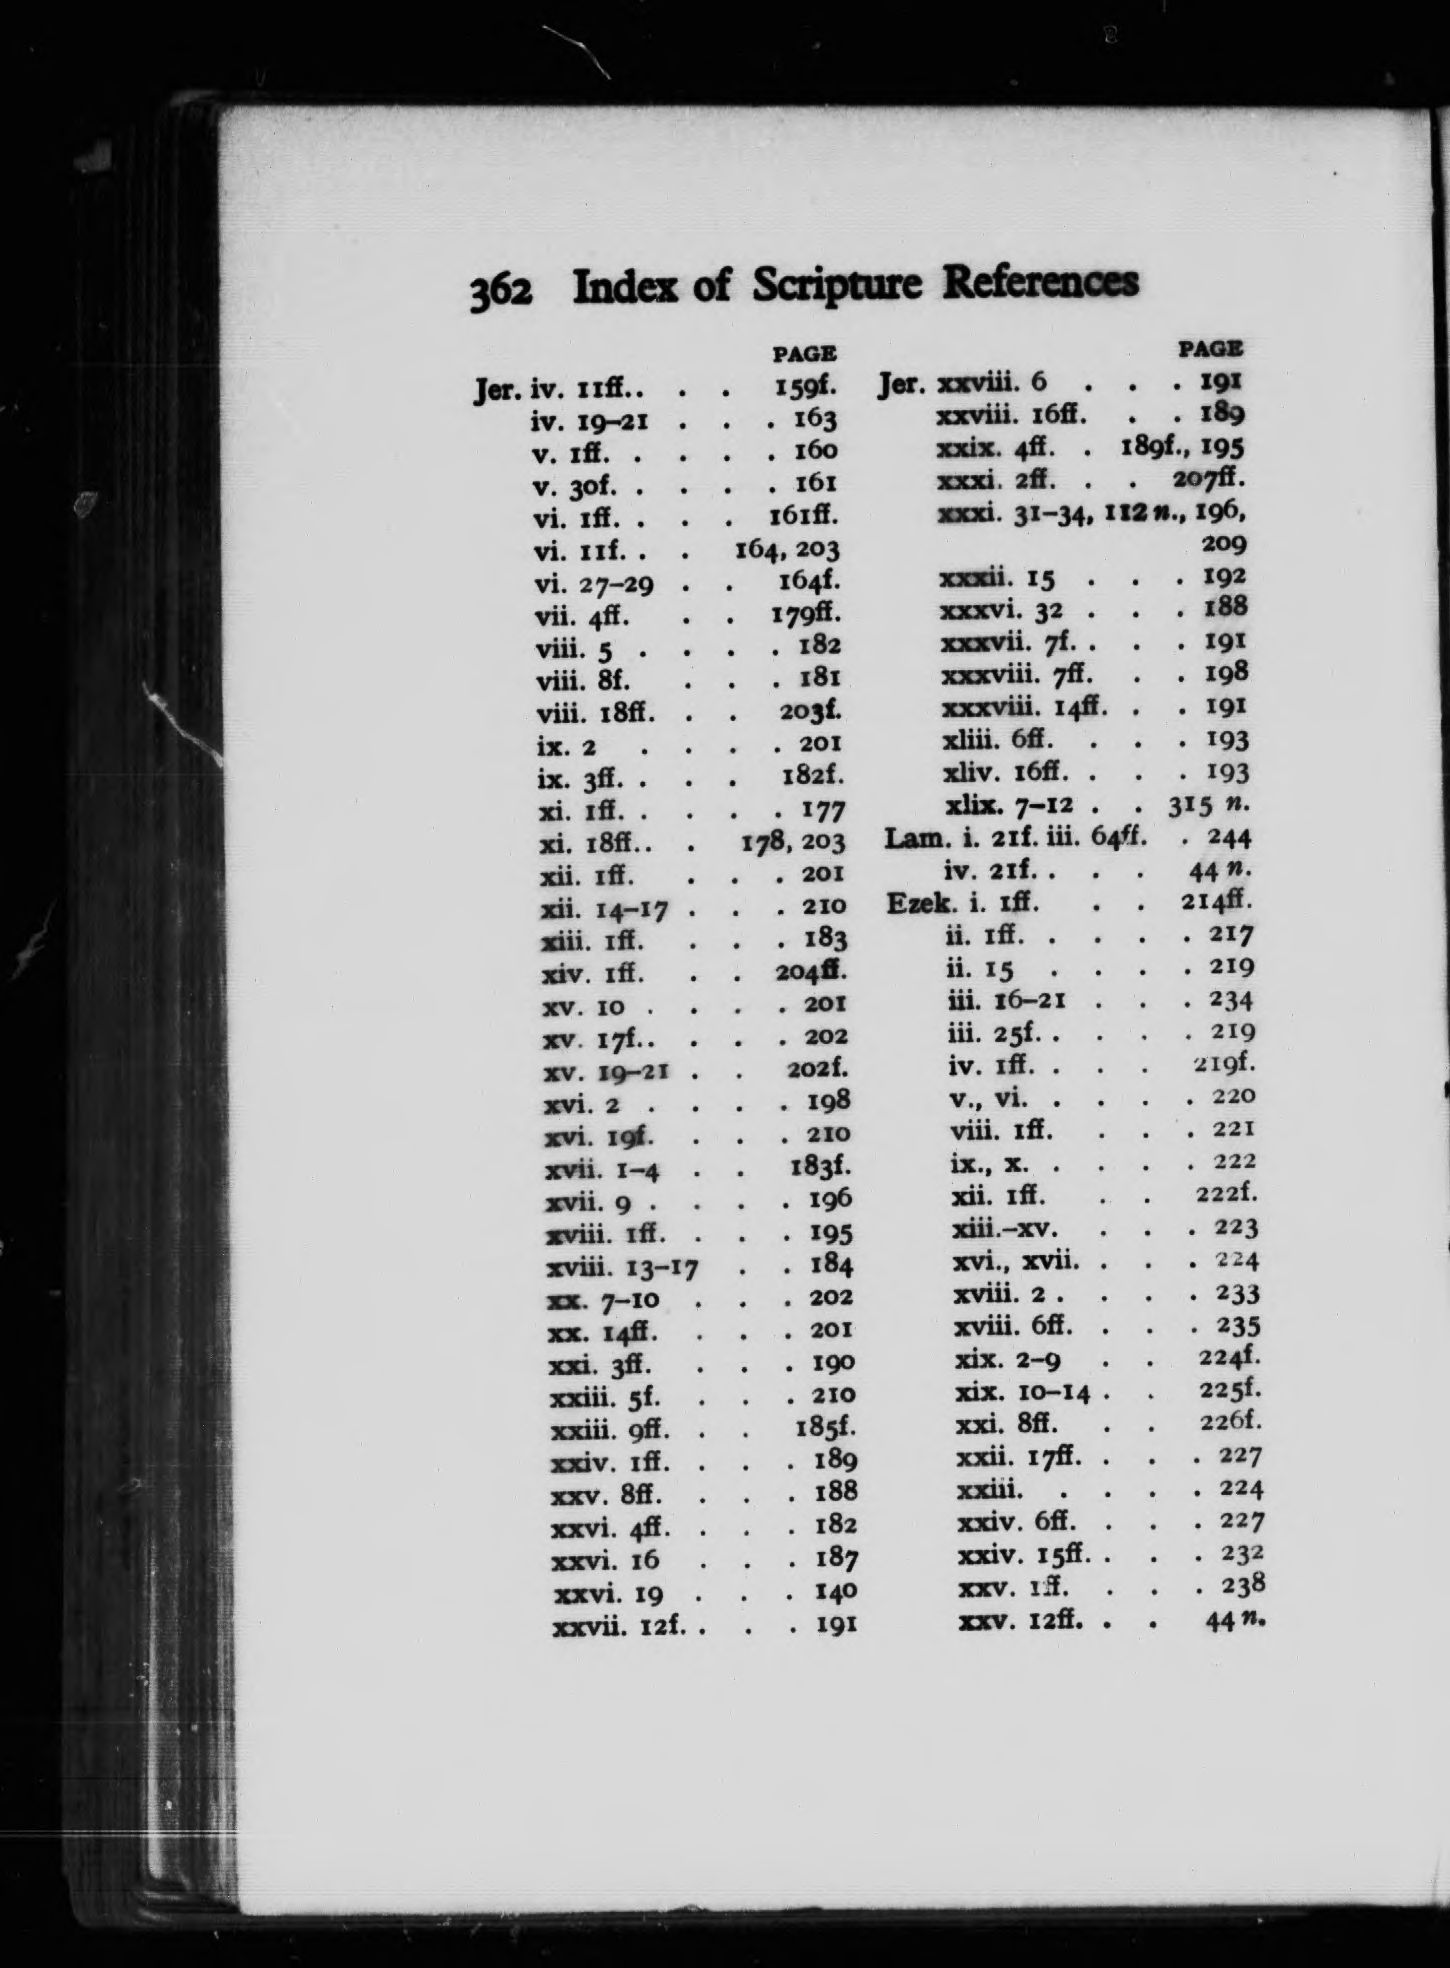 362 Index of Scripture References
PAGE
Jer. iv. 11ff.. . . 159f.
iv. 19–21 . . . 163
v. 1ff. . . . . 160
v. 30f. . . . . 161
vi. 1ff. . . . 161ff.
vi. 11f. . . 164, 203
vi. 27–29 . . 164f.
vii. 4ff. . . 179ff.
viii. 5 . . . . 182
viii. 8f. . . . 181
viii. 18ff. . . 203f.
ix. 2 . . . . 201
ix. 3ff. . . . 182f.
xi. 1ff. . . . . 177
xi. 18ff.. . 178, 203
xii. 1ff. . . . 201
xii. 14–17 . . . 210
xiii. 1ff. . . . 183
xiv. 1ff. . . 204ff.
xv. 10 . . . . 201
xv. 17f.. . . . 202
xv. 19–21 . . 202f.
xvi. 2 . . . . 198
xvi. 19f. . . . 210
xvii. 1–4 . . 183f.
xvii. 9 . . . . 196
xviii. 1ff. . . . 195
xviii. 13–17 . . 184
xx. 7–10 . . . 202
xx. 14ff. . . . 201
xxi. 3ff. . . . 190
xxiii. 5f. . . . 210
xxiii. 9ff. . . 185f.
xxiv. 1ff. . . . 189
xxv. 8ff. . . . 188
xxvi. 4ff. . . . 182
xxvi. 16 . . . 187
xxvi. 19 . . . 140
xxvii. 12f. . . . 191
PAGE
Jer. xxviii. 6 . . . 191
xxviii. 16ff. . . 189
xxix. 4ff. . 189f., 195
xxxi. 2ff. . . 207ff.
xxxi. 31–34, 112 n., 196,
209
xxxii. 15 . . . 192
xxxvi. 32 . . . 188
xxxvii. 7f. . . . 191
xxxviii. 7ff. . . 198
xxxviii. 14ff. . . 191
xliii. 6ff. . . . 193
xliv. 16ff. . . . 193
xlix. 7–12 . . 315 n.
Lam. i. 21f. iii. 64ff. . 244
iv. 21f. . . . 44 n.
Ezek. i. 1ff. . . 214ff.
ii. 1ff. . . . . 217
ii. 15 . . . . 219
iii. 16–21 . . . 234
iii. 25f. . . . . 219
iv. 1ff. . . . 219f.
v., vi. . . . . 220
viii. 1ff. . . . 221
ix., x. . . . . 222
xii. 1ff. . . 222f.
xiii.–xv. . . . 223
xvi., xvii. . . . 224
xviii. 2 . . . . 233
xviii. 6ff. . . . 235
xix. 2–9 . . 224f.
xix. 10–14 . . 225f.
xxi. 8ff. . . 226f.
xxii. 17ff. . . . 227
xxiii. . . . . 224
xxiv. 6ff. . . . 227
xxiv. 15ff. . . . 232
xxv. 1ff. . . . 238
xxv. 12ff. . . 44 n.